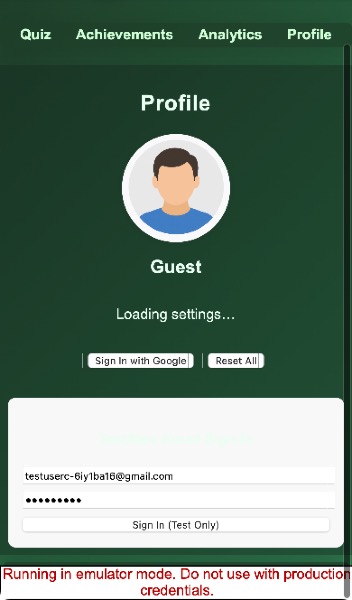 Quiz Achievements Analytics Profile
Profile
Guest
Loading settings...
Sign In with Google Reset All
testuserc-6iy1ba16@gmail.com
•••••••••
Sign In (Test Only)
Running in emulator mode. Do not use with production
credentials.